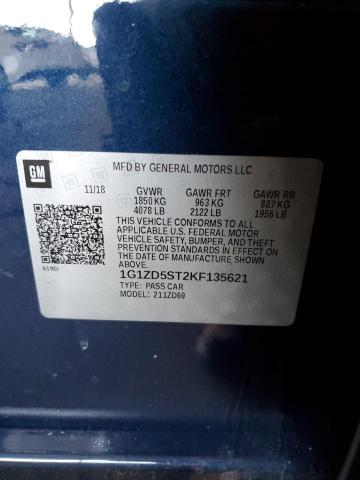 GM
MFD BY GENERAL MOTORS LLC
11/18 GVWR GAWR FRT GAWR RR
1850 KG 963 KG 887 KG
4078 LB 2122 LB 1956 LB
THIS VEHICLE CONFORMS TO ALL
APPLICABLE U.S. FEDERAL MOTOR
VEHICLE SAFETY, BUMPER, AND THEFT
PREVENTION STANDARDS IN EFFECT ON
THE DATE OF MANUFACTURE SHOWN
ABOVE.
619D 1G1ZD5ST2KF135621
TYPE: PASS CAR
MODEL: Z11ZD69